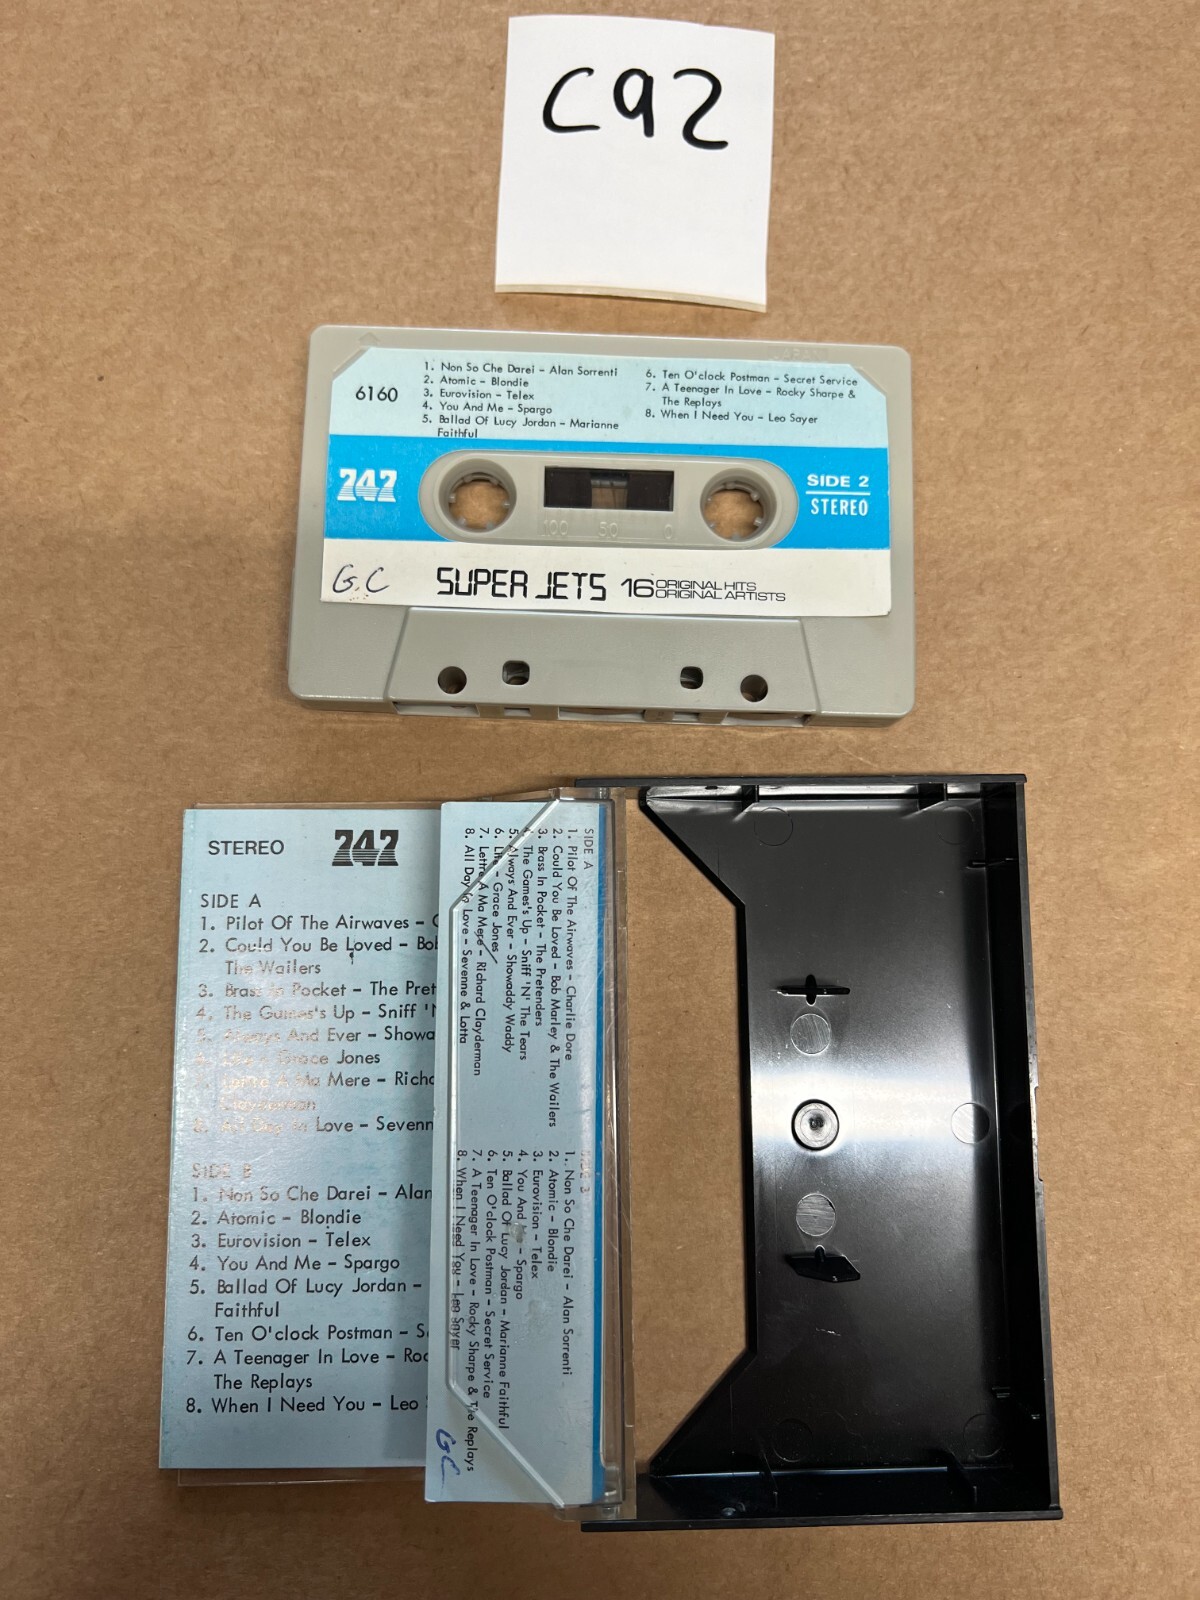 C92
6160
1. Non So Che Darei - Alan Sorrenti
2. Atomic - Blondie
3. Eurovision - Telex
4. You And Me - Spargo
5. Ballad Of Lucy Jordan - Marianne
Faithful
6. Ten O'clock Postman - Secret Service
7. A Teenager In Love - Rocky Sharpe &
The Replays
8. When I Need You - Leo Sayer
747
SIDE 2
STEREO
100 50 0
G.C
SUPER JETS 16 ORIGINAL HITS
ORIGINAL ARTISTS
STEREO 747
SIDE A
1. Pilot Of The Airwaves - C
2. Could You Be Loved - Bob
The Wailers
3. Brass In Pocket - The Pret
4. The Games's Up - Sniff 'N
5. Always And Ever - Showa
Grace Jones
Ma Mere - Richa
8. All Day In Love - Sevenn
SIDE B
1. Non So Che Darei - Alan
2. Atomic - Blondie
3. Eurovision - Telex
4. You And Me - Spargo
5. Ballad Of Lucy Jordan -
Faithful
6. Ten O'clock Postman - Se
7. A Teenager In Love - Roc
The Replays
8. When I Need You - Leo
SIDE A
1. Pilot Of The Airwaves - Charlie Dore
2. Could You Be Loved - Bob Marley & The Wailers
3. Brass In Pocket - The Pretenders
4. The Games's Up - Sniff 'N' The Tears
5. Always And Ever - Showaddy Waddy
6. Life - Grace Jones
7. Lettre A Ma Mere - Richard Clayderman
8. All Day In Love - Sevenne & Lotta
1. Non So Che Darei - Alan Sorrenti
2. Atomic - Blondie
3. Eurovision - Telex
4. You And Me - Spargo
5. Ballad Of Lucy Jordan - Marianne Faithful
6. Ten O'clock Postman - Secret Service
7. A Teenager In Love - Rocky Sharpe & The Replays
8. When I Need You - Leo Sayer
GC